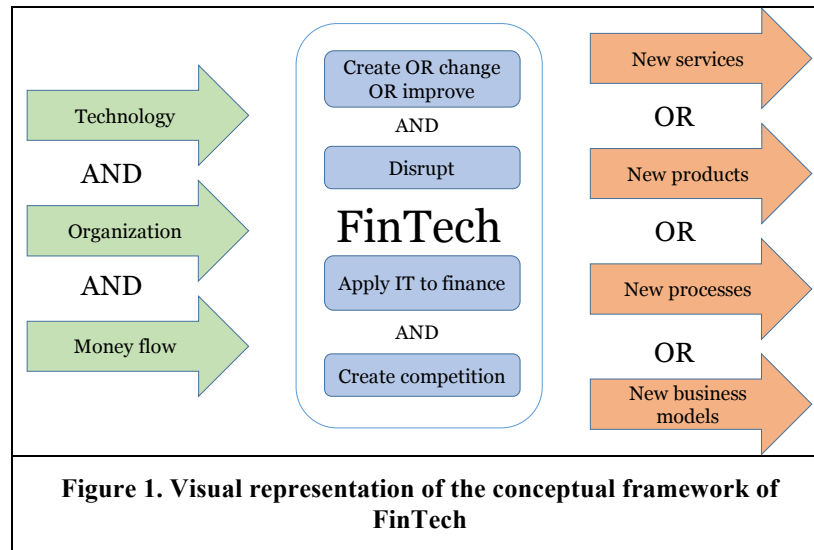 Technology
AND
Organization
AND
Money flow
Create OR change
OR improve
AND
Disrupt
FinTech
Apply IT to finance
AND
Create competition
New services
OR
New products
OR
New processes
OR
New business
models
Figure 1. Visual representation of the conceptual framework of
FinTech